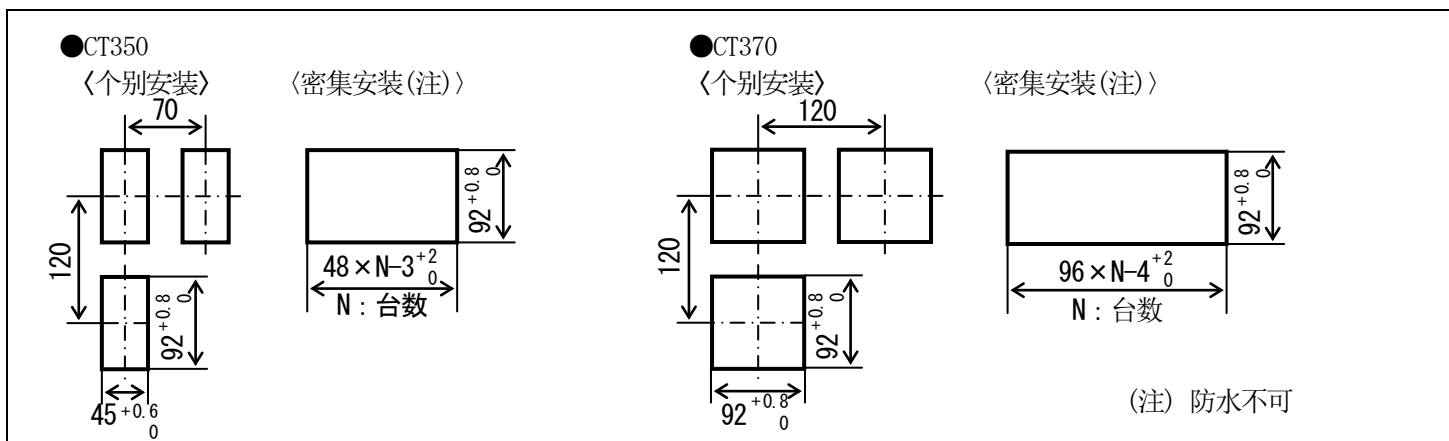 ●CT350
〈个别安装〉
〈密集安装(注)〉
70
120
92 +0.8 0
45 +0.6 0
92 +0.8 0
48×N-3 +2 0
N：台数
●CT370
〈个别安装〉
〈密集安装(注)〉
120
120
92 +0.8 0
92 +0.8 0
92 +0.8 0
96×N-4 +2 0
N：台数
(注) 防水不可